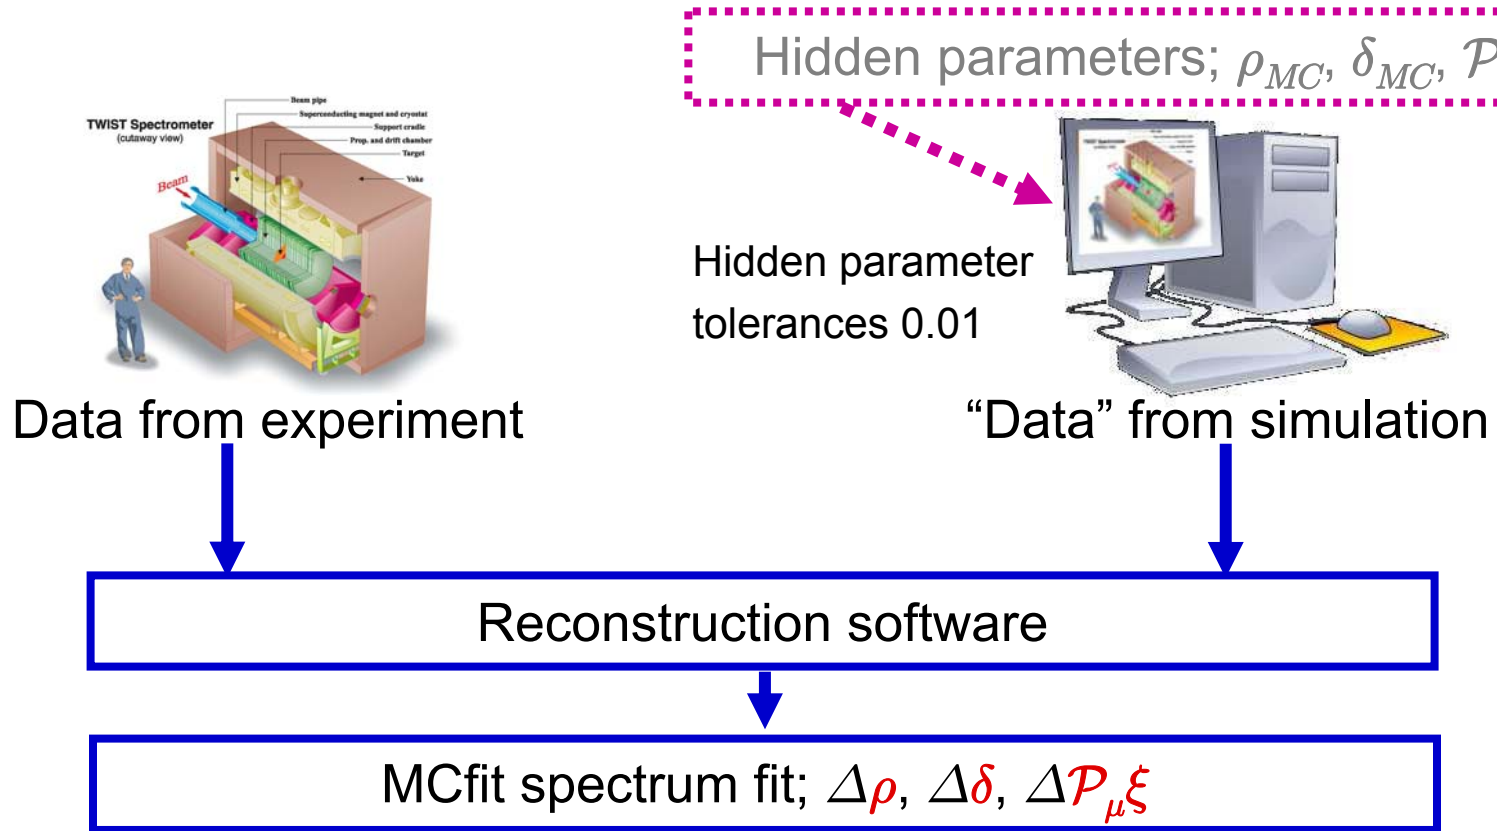 Hidden parameters; ρ_MC, δ_MC, 𝒫
Beam pipe
Superconducting magnet and cryostat
Support cradle
Prop. and drift chamber
Target
Yoke
TWIST Spectrometer
(cutaway view)
Beam
Hidden parameter
tolerances 0.01
Data from experiment
“Data” from simulation
Reconstruction software
MCfit spectrum fit; Δρ, Δδ, Δ𝒫_μξ